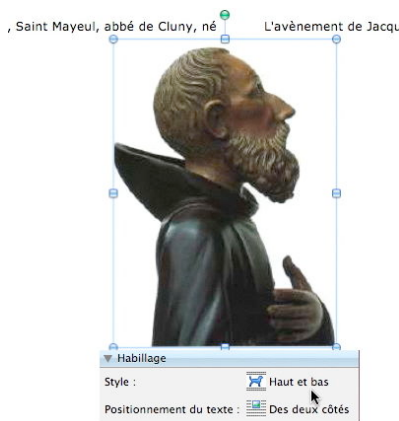 , Saint Mayeul, abbé de Cluny, né L'avènement de Jacqu
Habillage
Style : Haut et bas
Positionnement du texte : Des deux côtés